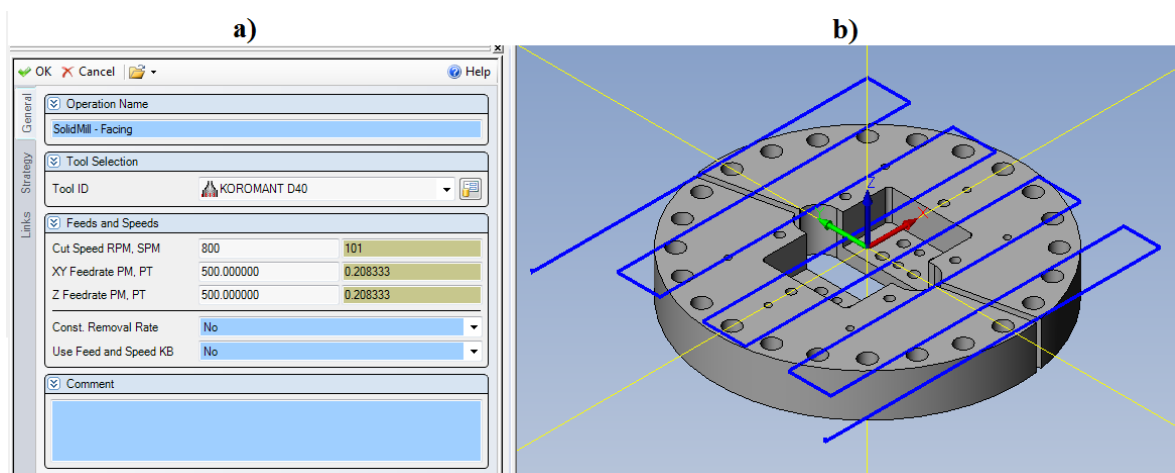 a)
b)
OK Cancel Help
General
Strategy
Links
Operation Name
SolidMill - Facing
Tool Selection
Tool ID KOROMANT D40
Feeds and Speeds
Cut Speed RPM, SPM 800 101
XY Feedrate PM, PT 500.000000 0.208333
Z Feedrate PM, PT 500.000000 0.208333
Const. Removal Rate No
Use Feed and Speed KB No
Comment
Z
X